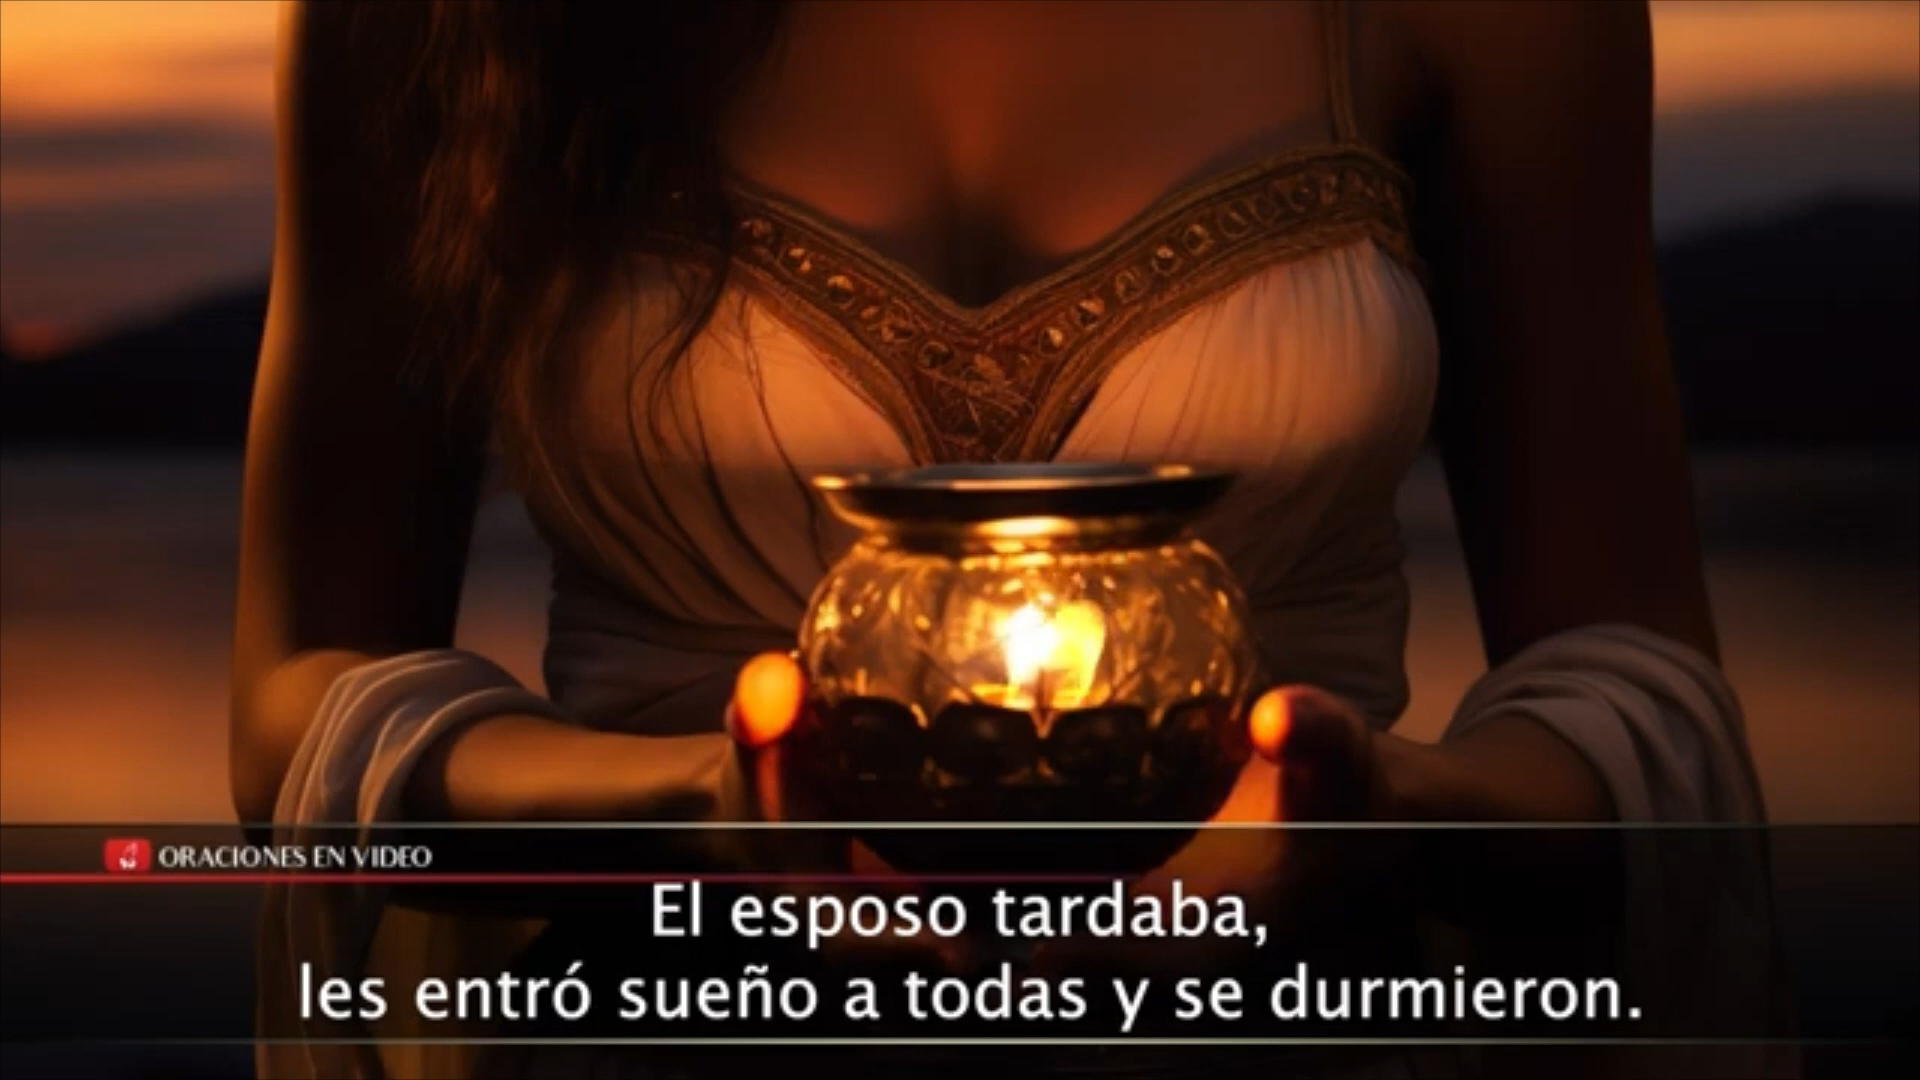 ORACIONES EN VIDEO
El esposo tardaba,
les entró sueño a todas y se durmieron.